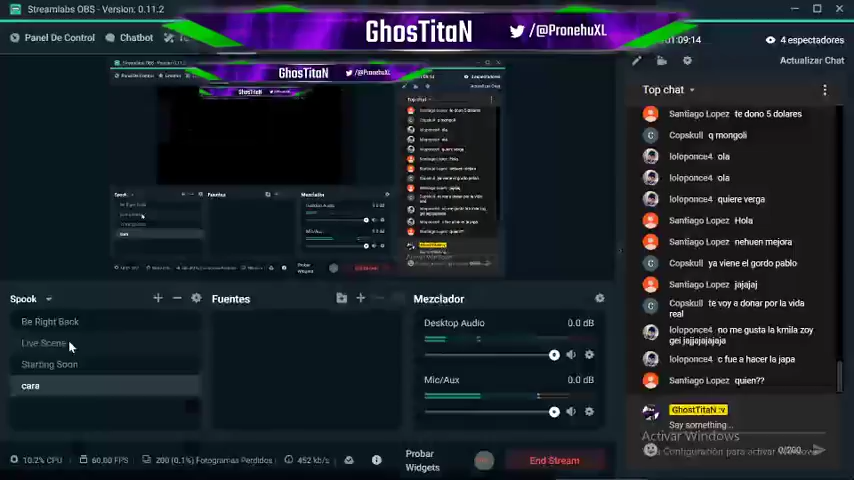 Streamlabs OBS - Version: 0.11.2
GhosTitaN /@PronehuXL
Panel De Control Chatbot
01:09:14 4 espectadores
Actualizar Chat
Top chat
Santiago Lopez te dono 5 dolares
Copskull q mongoli
loloponce4 ola
loloponce4 ola
loloponce4 quiere verga
Santiago Lopez Hola
Santiago Lopez nehuen mejora
Copskull ya viene el gordo pablo
Santiago Lopez jajajaj
Copskull te voy a donar por la vida
real
loloponce4 no me gusta la kmila zoy
gei jajjajajajaja
loloponce4 c fue a hacer la japa
Santiago Lopez quien??
GhostTitaN :v
Say something...
0/200
Activar Windows
GhosTitaN /@PronehuXL
GhosTitaN
Spook
Be Right Back
Live Scene
Starting Soon
cara
Fuentes
Mezclador
Desktop Audio 0.0 dB
Mic/Aux 0.0 dB
10.2% CPU 60.00 FPS 200 (0.1%) Fotogramas Perdidos 452 kb/s
Probar
Widgets
End Stream